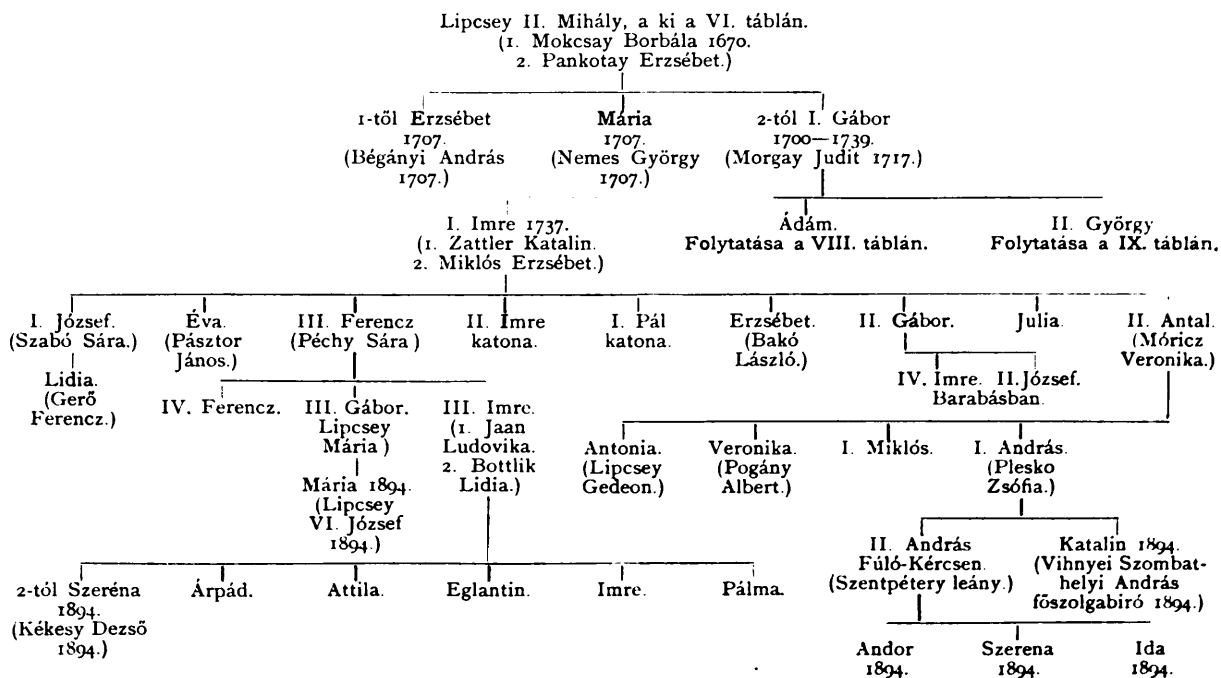 Lipcsey II. Mihály, a ki a VI. táblán.
(1. Mokcsay Borbála 1670.
2. Pankotay Erzsébet.)
1-től Erzsébet
1707.
(Bégányi András
1707.)
Mária
1707.
(Nemes György
1707.)
2-tól I. Gábor
1700—1739.
(Morgay Judit 1717.)
I. Imre 1737.
(1. Zattler Katalin.
2. Miklós Erzsébet.)
Ádám.
Folytatása a VIII. táblán.
II. György
Folytatása a IX. táblán.
I. József.
(Szabó Sára.)
Éva.
(Pásztor
János.)
III. Ferencz
(Péchy Sára)
II. Imre
katona.
I. Pál
katona.
Erzsébet.
(Bakó
László.)
II. Gábor.
Julia.
II. Antal.
(Móricz
Veronika.)
Lidia.
(Gerő
Ferencz.)
IV. Ferencz.
III. Gábor.
Lipcsey
Mária )
III. Imre.
(1. Jaan
Ludovika.
2. Bottlik
Lidia.)
IV. Imre. II. József.
Barabásban.
Mária 1894.
(Lipcsey
VI. József
1894.)
Antonia.
(Lipcsey
Gedeon.)
Veronika.
(Pogány
Albert.)
I. Miklós.
I. András.
(Plesko
Zsófia.)
2-tól Szeréna
1894.
(Kékesy Dezső
1894.)
Árpád.
Attila.
Eglantin.
Imre.
Pálma.
II. András
Fúló-Kércsen.
(Szentpétery leány.)
Katalin 1894.
(Vihnyei Szombat-
helyi András
főszolgabiró 1894.)
Andor
1894.
Szerena
1894.
Ida
1894.